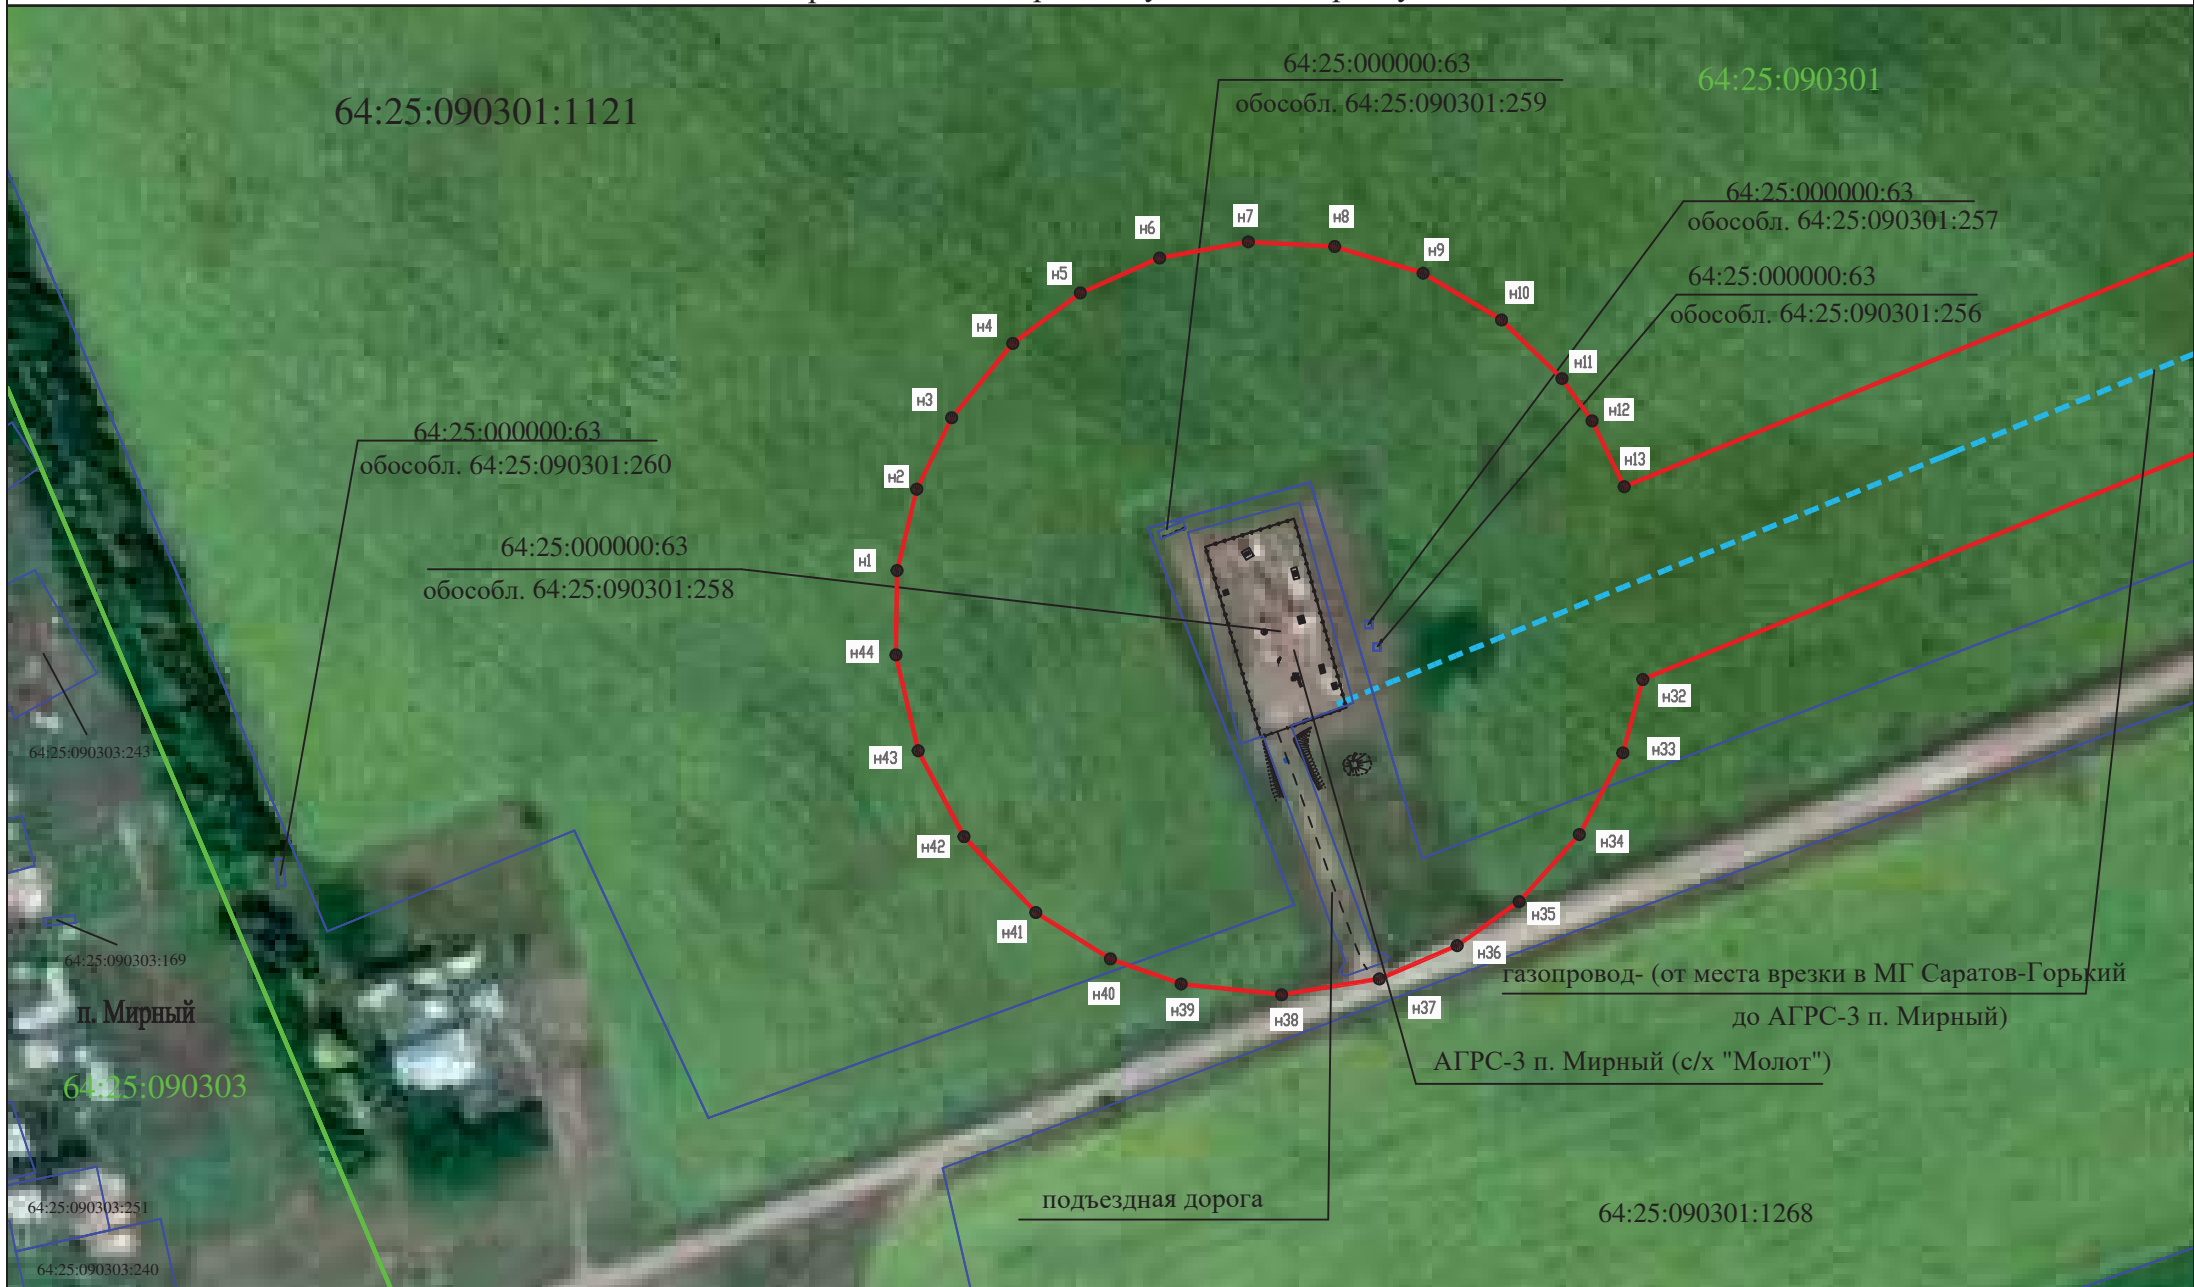 64:25:000000:63
обособл. 64:25:090301:259
64:25:090301
64:25:090301:1121
64:25:000000:63
обособл. 64:25:090301:257
64:25:000000:63
обособл. 64:25:090301:256
н7
н8
н6
н9
н5
н10
н4
н11
н3
н12
н13
64:25:000000:63
обособл. 64:25:090301:260
н2
64:25:000000:63
обособл. 64:25:090301:258
н1
н44
н32
н43
н33
64:25:090303:243
н42
н34
н41
н35
н36
64:25:090303:169
газопровод- (от места врезки в МГ Саратов-Горький
до АГРС-3 п. Мирный)
н40
н39
н38
н37
п. Мирный
АГРС-3 п. Мирный (с/х "Молот")
64:25:090303
подъездная дорога
64:25:090303:251
64:25:090301:1268
64:25:090303:240